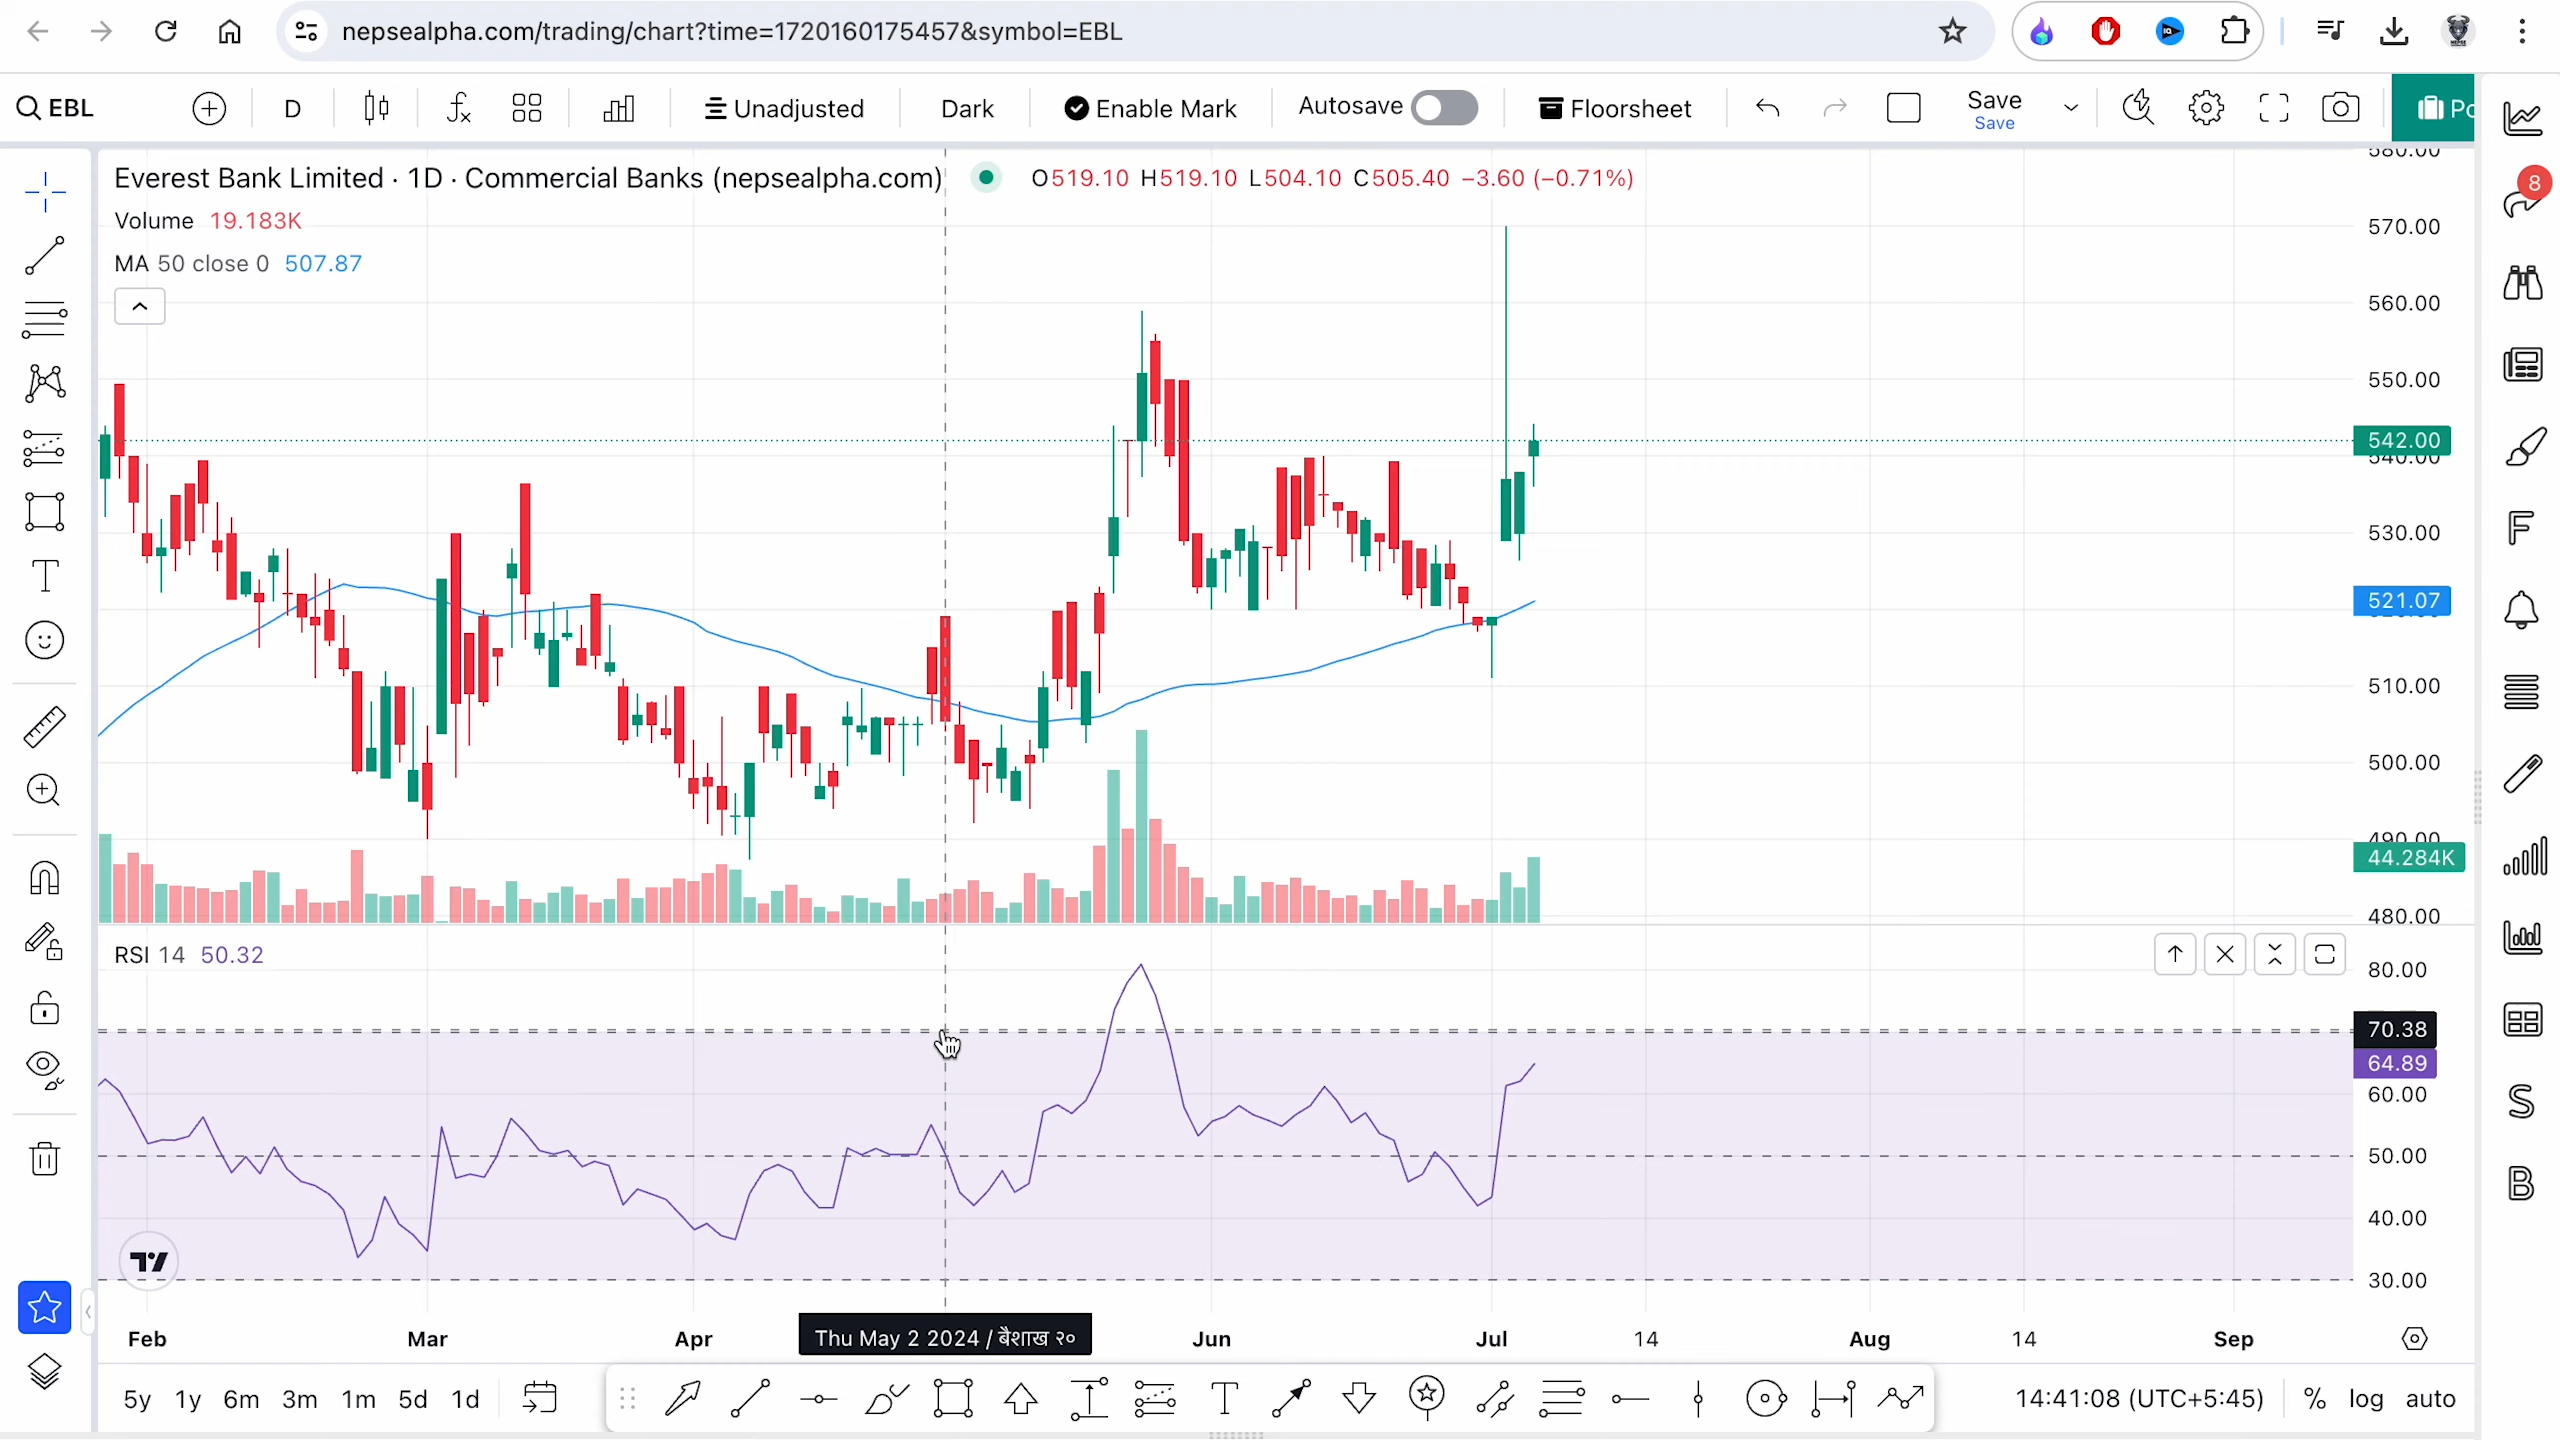 nepsealpha.com/trading/chart?time=1720160175457&symbol=EBL
EBL D Unadjusted Dark Enable Mark Autosave Floorsheet Save Po
Save
Everest Bank Limited · 1D · Commercial Banks (nepsealpha.com) O519.10 H519.10 L504.10 C505.40 −3.60 (−0.71%)
Volume 19.183K
MA 50 close 0 507.87
580.00
8
570.00
560.00
550.00
542.00
540.00
530.00
521.07
510.00
500.00
490.00
44.284K
480.00
RSI 14 50.32
80.00
70.38
64.89
60.00
50.00
40.00
30.00
F
S
B
Feb Mar Apr Thu May 2 2024 / बैशाख २० Jun Jul 14 Aug 14 Sep
5y 1y 6m 3m 1m 5d 1d 14:41:08 (UTC+5:45) % log auto